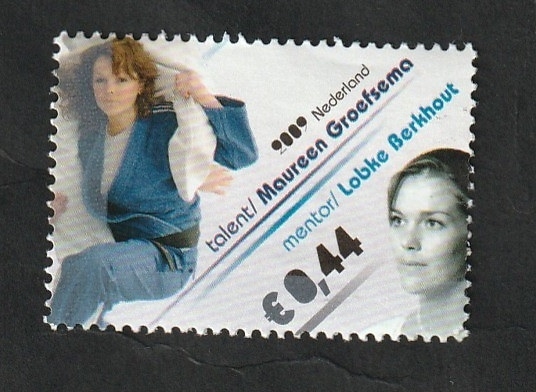 2009 Nederland
talent/ Maureen Groefsema
mentor/ Lobke Berkhout
€ 0,44